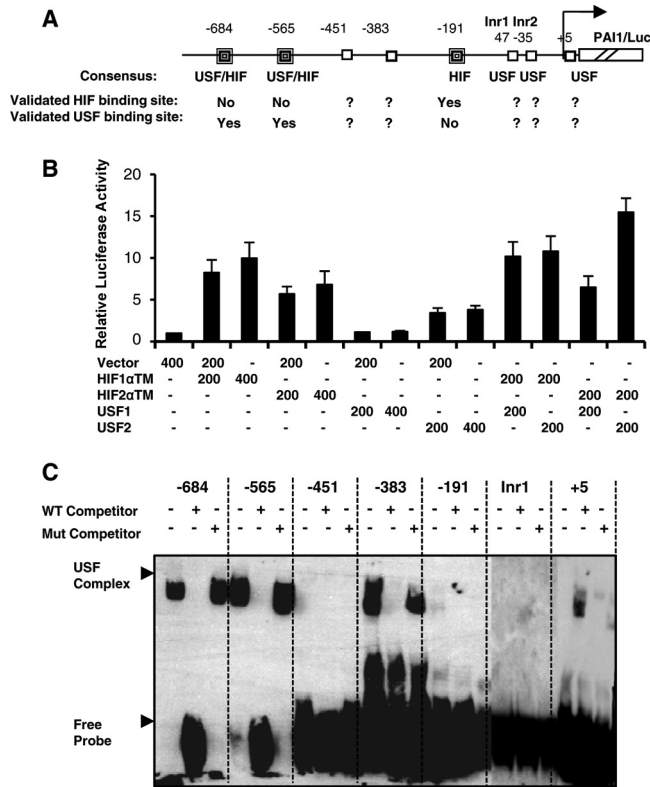 A
-684 -565 -451 -383 -191 Inr1 Inr2
47 -35 +5 PAI1/Luc
Consensus: USF/HIF USF/HIF HIF USF USF USF
Validated HIF binding site: No No ? ? Yes ? ? ?
Validated USF binding site: Yes Yes ? ? No ? ? ?
B
Relative Luciferase Activity
20
15
10
5
0
Vector 400 200 - 200 - 200 - 200 - - - - -
HIF1αTM - 200 400 - - - - - - 200 200 - -
HIF2αTM - - - 200 400 - - - - - - 200 200
USF1 - - - - - 200 400 - - 200 - 200 -
USF2 - - - - - - - 200 400 - 200 - 200
C
-684 -565 -451 -383 -191 Inr1 +5
WT Competitor - + - - + - - + - - + - - + - - + - - + -
Mut Competitor - - + - - + - - + - - + - - + - - + - - +
USF
Complex
Free
Probe